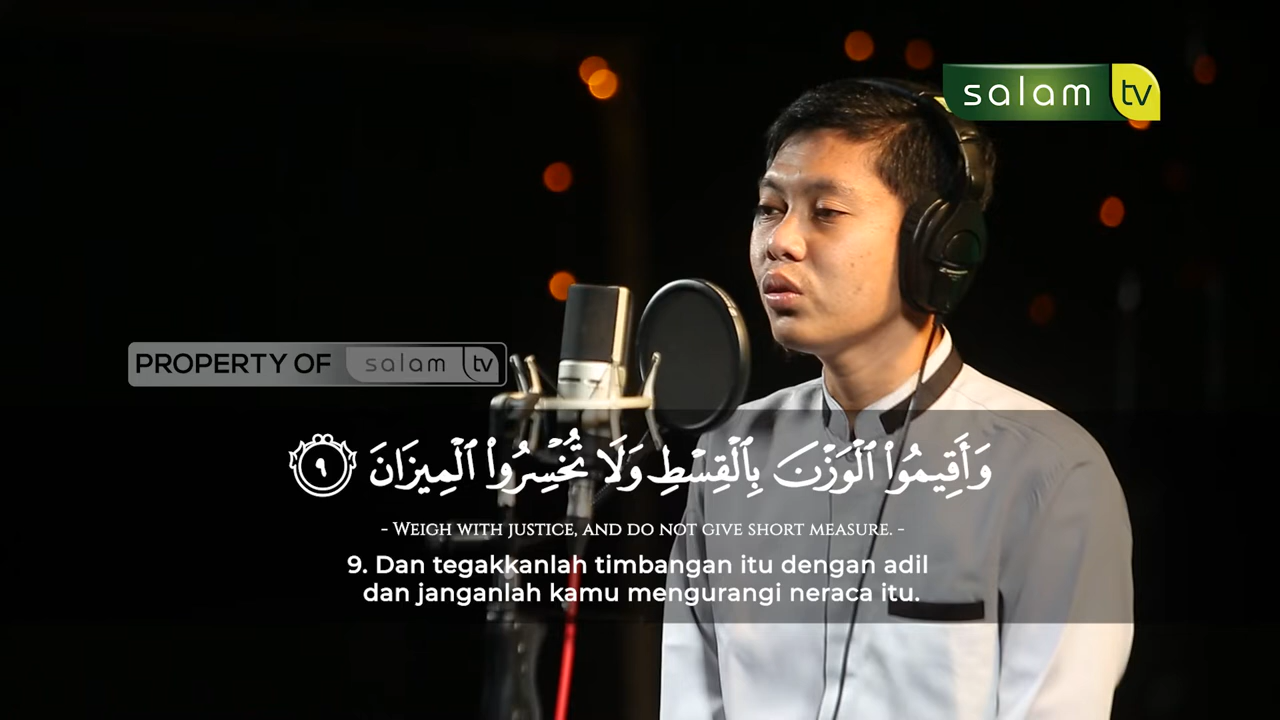 salam tv
PROPERTY OF salam tv
وَأَقِيمُوا۟ ٱلْوَزْنَ بِٱلْقِسْطِ وَلَا تُخْسِرُوا۟ ٱلْمِيزَانَ ٩
- Weigh with justice, and do not give short measure. -
9. Dan tegakkanlah timbangan itu dengan adil
dan janganlah kamu mengurangi neraca itu.